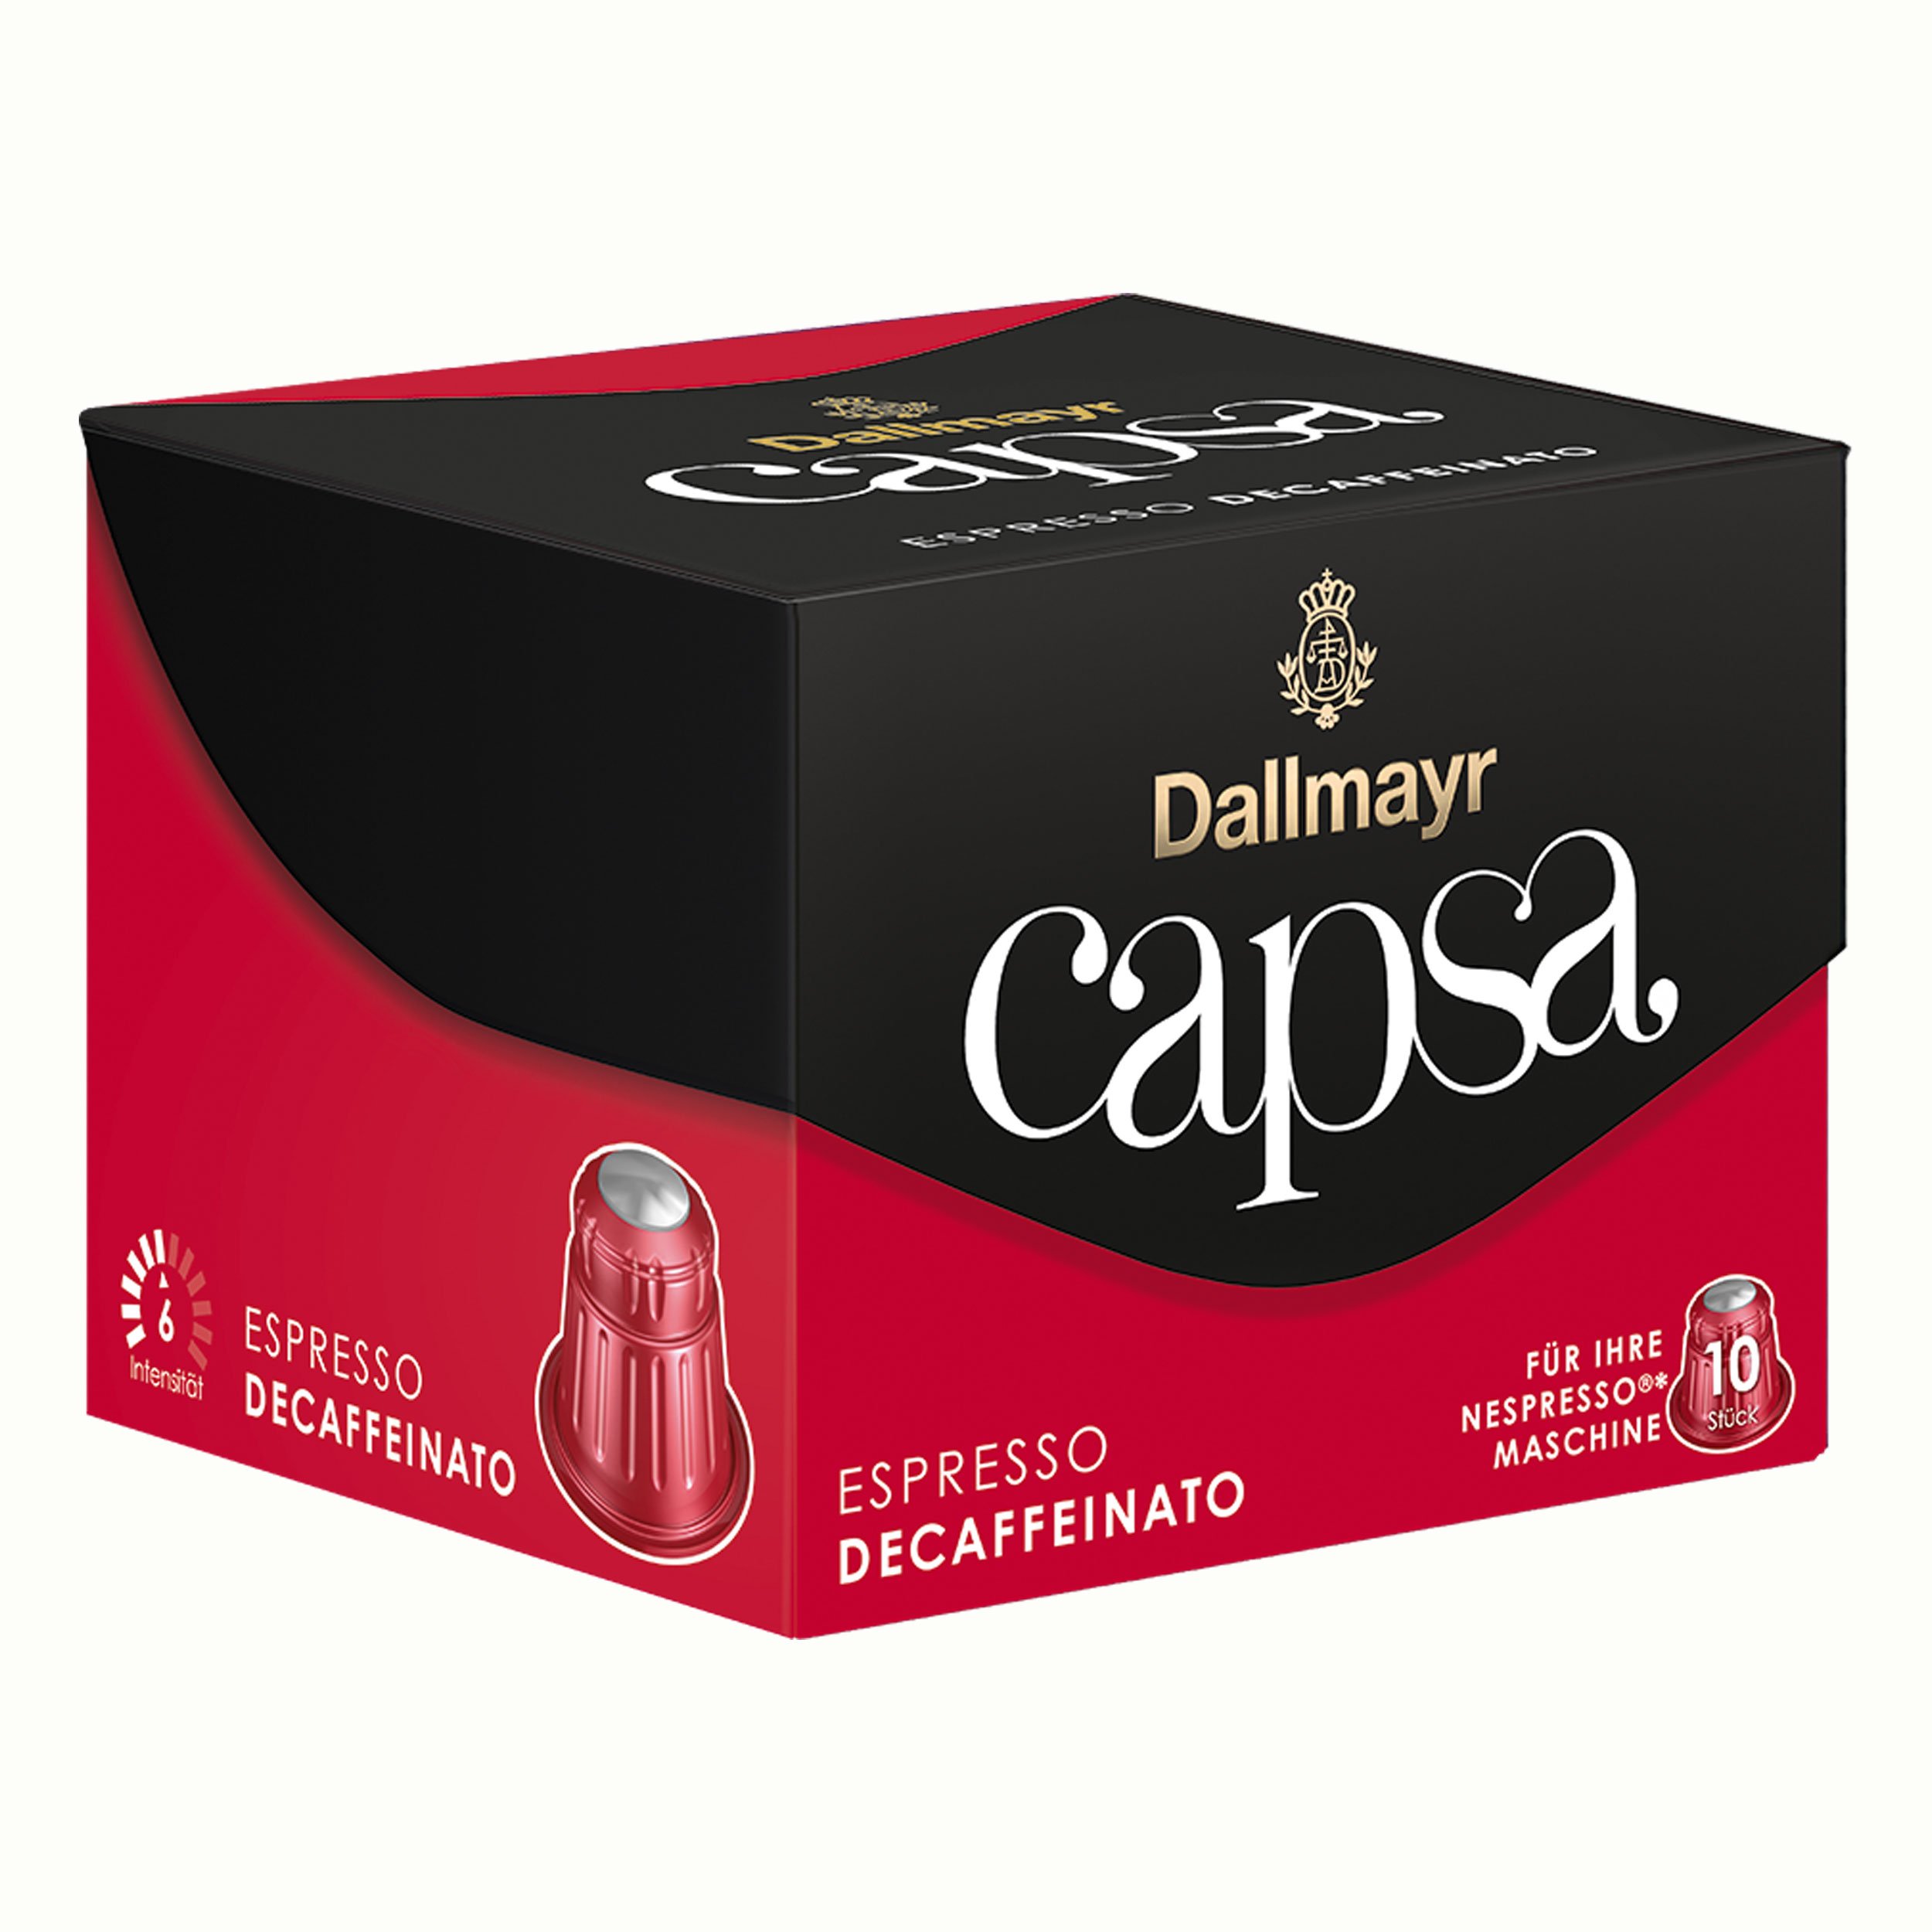 Dallmayr
capsa
ESPRESSO DECAFFEINATO
Dallmayr
capsa
6
Intensität
ESPRESSO
DECAFFEINATO
ESPRESSO
DECAFFEINATO
FÜR IHRE
NESPRESSO®*
MASCHINE
10
Stück